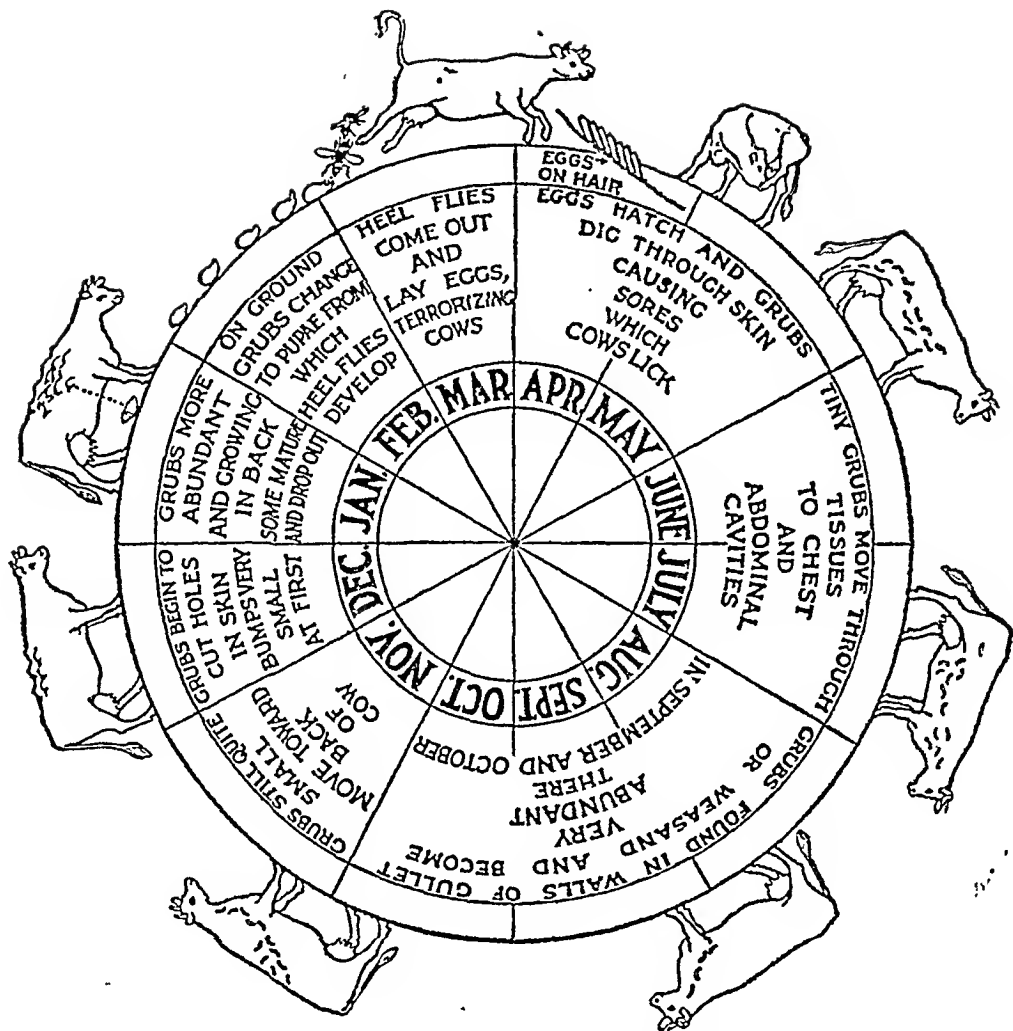 EGGS→
ON HAIR
EGGS HATCH AND GRUBS
DIG THROUGH SKIN
CAUSING
SORES
WHICH
COWS LICK
TINY GRUBS MOVE THROUGH
TISSUES
TO CHEST
AND
ABDOMINAL
CAVITIES
GRUBS FOUND IN WALLS OF GULLET
OR WEASAND AND BECOME
VERY
ABUNDANT
THERE
IN SEPTEMBER AND OCTOBER
GRUBS STILL QUITE
SMALL
MOVE TOWARD
BACK
OF
COW
GRUBS BEGIN TO
CUT HOLES
IN SKIN
BUMPS VERY
SMALL
AT FIRST
GRUBS MORE
ABUNDANT
AND GROWING
IN BACK
SOME MATURE
AND DROP OUT
ON GROUND
GRUBS CHANGE
TO PUPAE FROM
WHICH
HEEL FLIES
DEVELOP
HEEL FLIES
COME OUT
AND
LAY EGGS,
TERRORIZING
COWS
JAN.
FEB.
MAR
APR.
MAY
JUNE
JULY
AUG.
SEPT.
OCT.
NOV.
DEC.